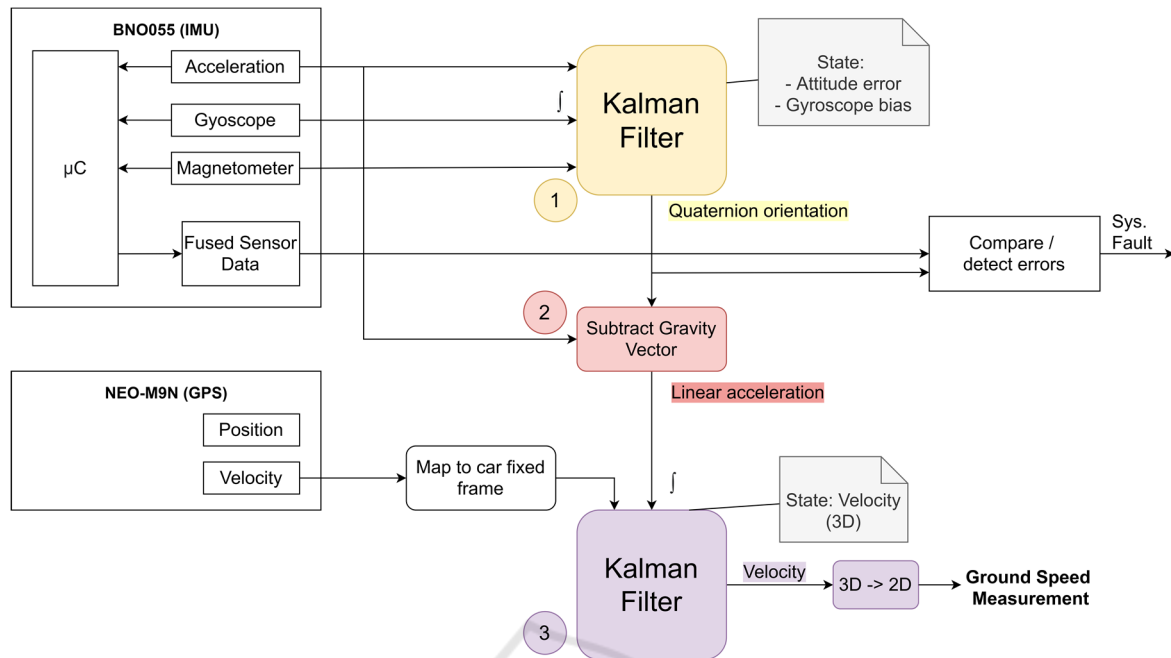 BNO055 (IMU)
µC
Acceleration
Gyoscope
Magnetometer
Fused Sensor
Data
∫
Kalman
Filter
State:
- Attitude error
- Gyroscope bias
1
Quaternion orientation
Compare /
detect errors
Sys.
Fault
2
Subtract Gravity
Vector
Linear acceleration
NEO-M9N (GPS)
Position
Velocity
Map to car fixed
frame
∫
State: Velocity
(3D)
Kalman
Filter
3
Velocity
3D -> 2D
Ground Speed
Measurement